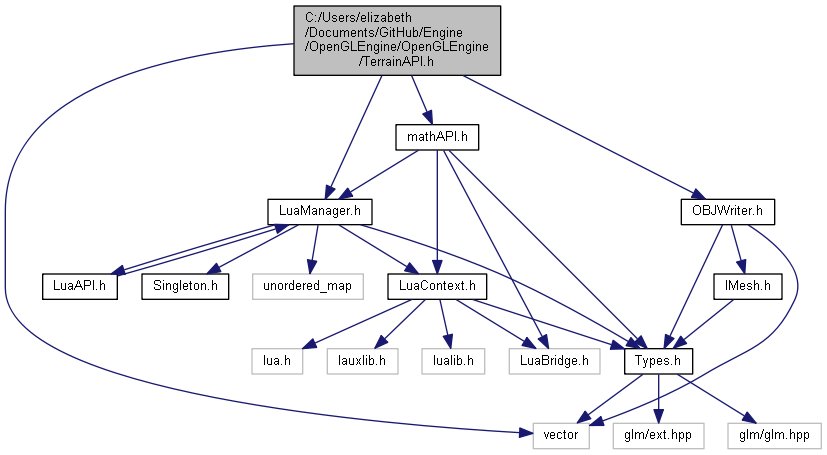 C:/Users/elizabeth
/Documents/GitHub/Engine
/OpenGLEngine/OpenGLEngine
/TerrainAPI.h
mathAPI.h
LuaManager.h
OBJWriter.h
LuaAPI.h
Singleton.h
unordered_map
LuaContext.h
IMesh.h
lua.h
lauxlib.h
lualib.h
LuaBridge.h
Types.h
vector
glm/ext.hpp
glm/glm.hpp